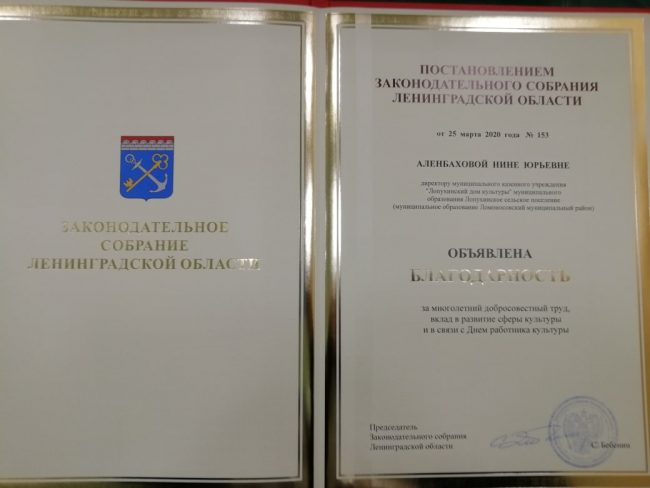 ЗАКОНОДАТЕЛЬНОЕ
СОБРАНИЕ
ЛЕНИНГРАДСКОЙ ОБЛАСТИ
ПОСТАНОВЛЕНИЕМ
ЗАКОНОДАТЕЛЬНОГО СОБРАНИЯ
ЛЕНИНГРАДСКОЙ ОБЛАСТИ
от 25 марта 2020 года № 153
АЛЕНБАХОВОЙ НИНЕ ЮРЬЕВНЕ
директору муниципального казенного учреждения
"Лопухинский дом культуры" муниципального
образования Лопухинское сельское поселение
(муниципальное образование Ломоносовский муниципальный район)
ОБЪЯВЛЕНА
БЛАГОДАРНОСТЬ
за многолетний добросовестный труд,
вклад в развитие сферы культуры
и в связи с Днем работника культуры
Председатель
Законодательного собрания
Ленинградской области
С. Бебенин